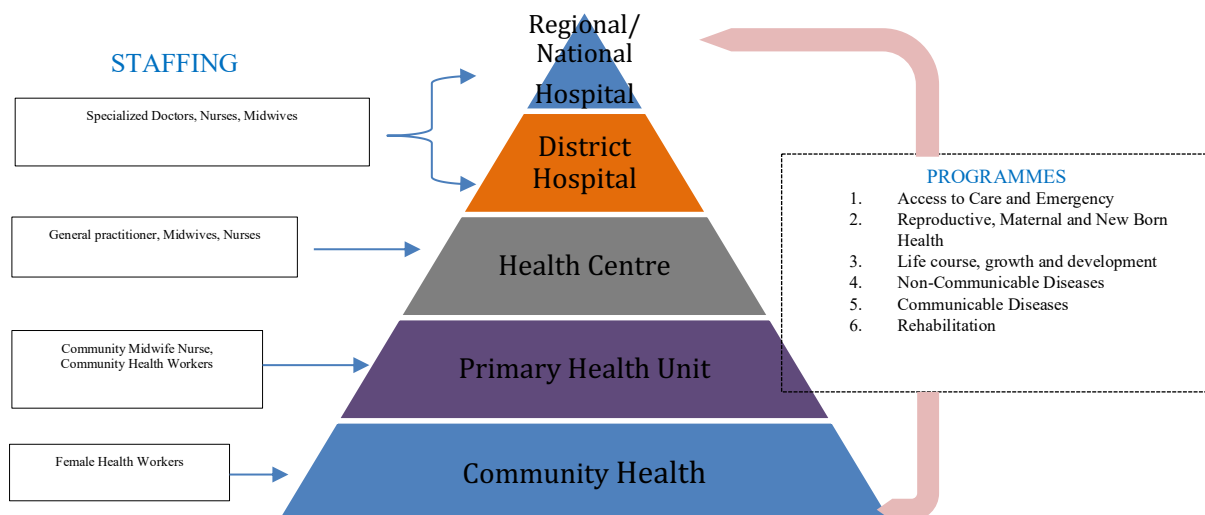 Regional/
National
Hospital
STAFFING
Specialized Doctors, Nurses, Midwives
District
Hospital
General practitioner, Midwives, Nurses
Health Centre
Community Midwife Nurse,
Community Health Workers
Primary Health Unit
Female Health Workers
Community Health
PROGRAMMES
1. Access to Care and Emergency
2. Reproductive, Maternal and New Born
Health
3. Life course, growth and development
4. Non-Communicable Diseases
5. Communicable Diseases
6. Rehabilitation